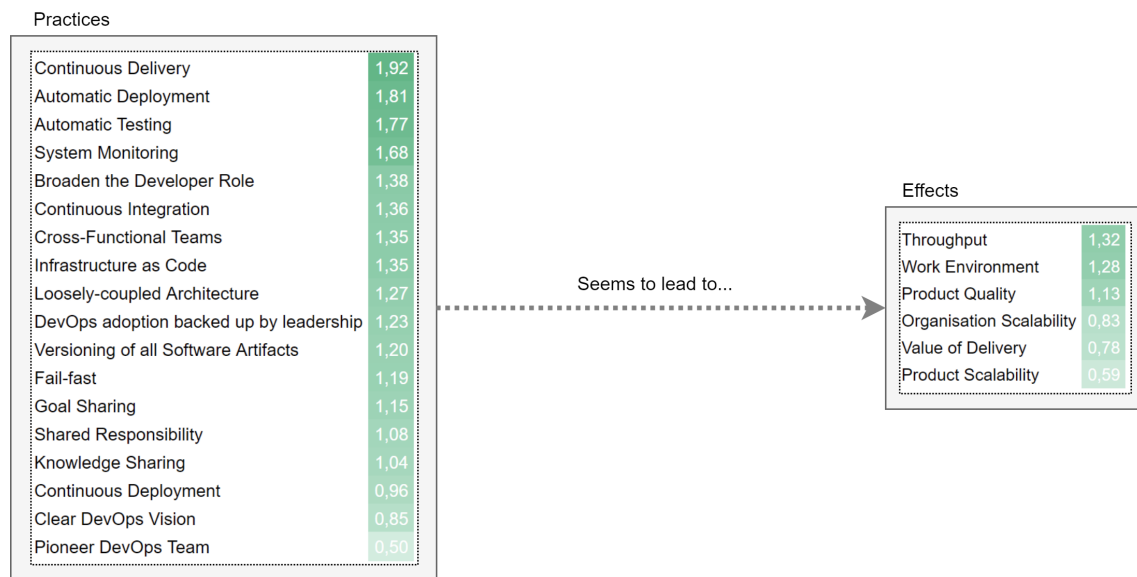 Practices
Continuous Delivery 1,92
Automatic Deployment 1,81
Automatic Testing 1,77
System Monitoring 1,68
Broaden the Developer Role 1,38
Continuous Integration 1,36
Cross-Functional Teams 1,35
Infrastructure as Code 1,35
Loosely-coupled Architecture 1,27
DevOps adoption backed up by leadership 1,23
Versioning of all Software Artifacts 1,20
Fail-fast 1,19
Goal Sharing 1,15
Shared Responsibility 1,08
Knowledge Sharing 1,04
Continuous Deployment 0,96
Clear DevOps Vision 0,85
Pioneer DevOps Team 0,50
Seems to lead to...
Effects
Throughput 1,32
Work Environment 1,28
Product Quality 1,13
Organisation Scalability 0,83
Value of Delivery 0,78
Product Scalability 0,59